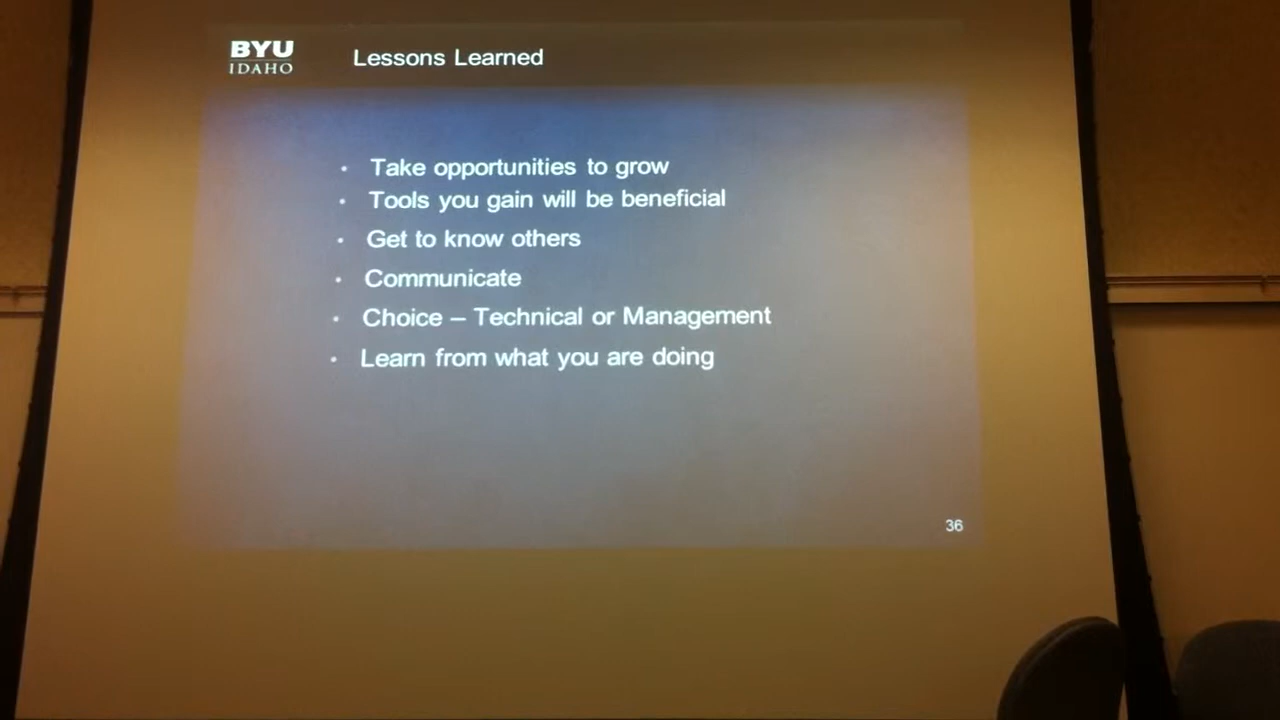 BYU
IDAHO
Lessons Learned
• Take opportunities to grow
• Tools you gain will be beneficial
• Get to know others
• Communicate
• Choice – Technical or Management
• Learn from what you are doing
36